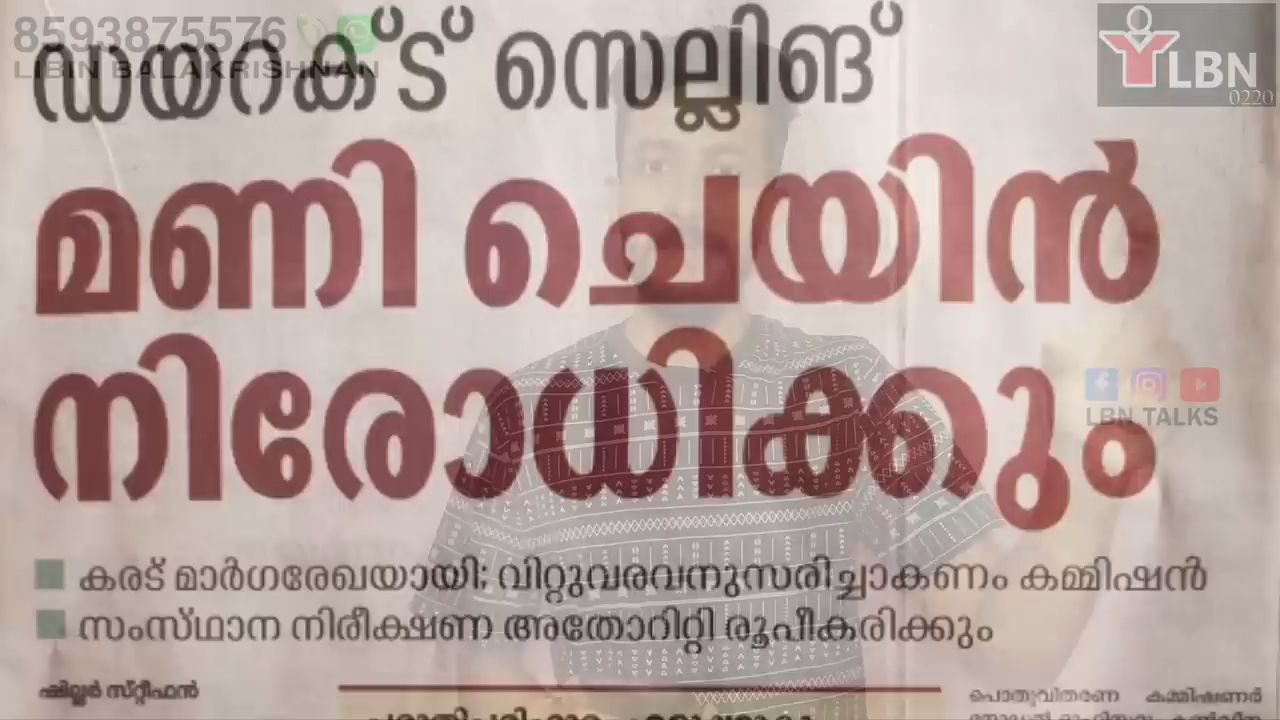 8593875576
LIBIN BALAKRISHNAN
YLBN
0220
ഡയറക്ട് സെല്ലിങ്
മണി ചെയിൻ
നിരോധിക്കും
LBN TALKS
കരട് മാർഗരേഖയായി: വിറ്റുവരവനുസരിച്ചാകണം കമ്മിഷൻ
സംസ്ഥാന നിരീക്ഷണ അതോറിറ്റി രൂപീകരിക്കും
ഷില്ലർ സ്റ്റീഫൻ
പൊതുവിതരണ കമ്മിഷണർ